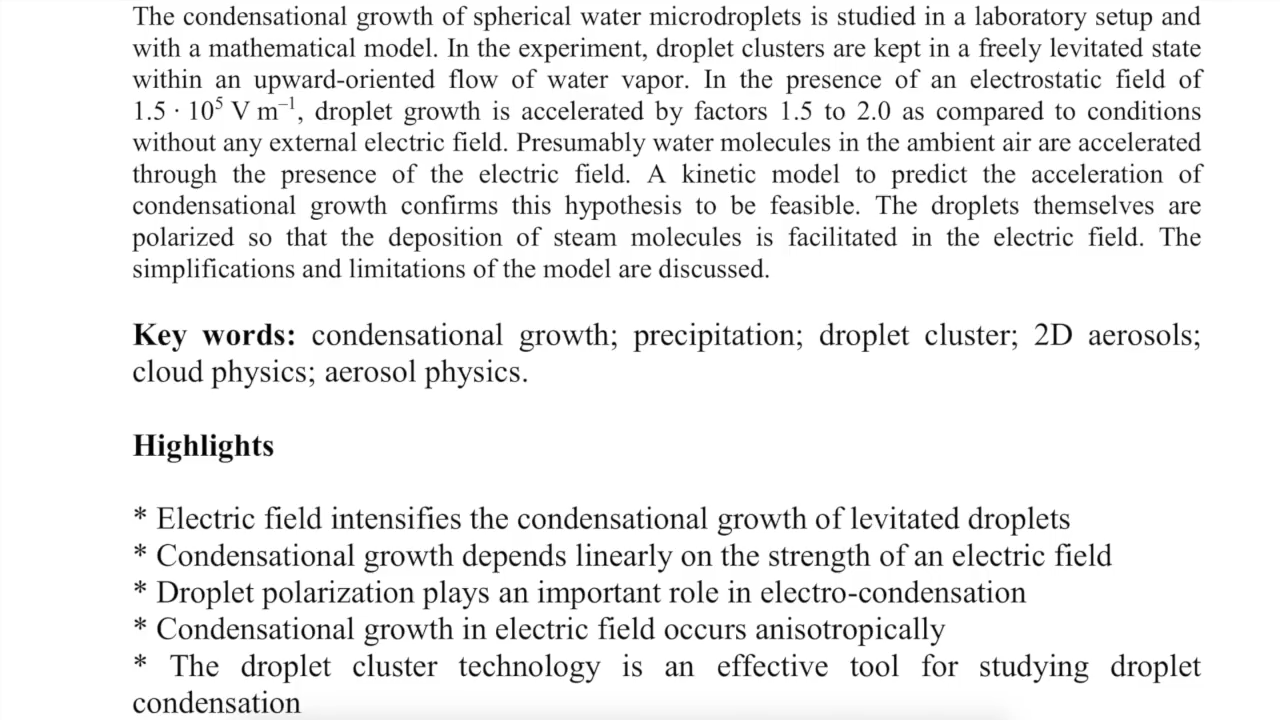 The condensational growth of spherical water microdroplets is studied in a laboratory setup and
with a mathematical model. In the experiment, droplet clusters are kept in a freely levitated state
within an upward-oriented flow of water vapor. In the presence of an electrostatic field of
1.5 · 10⁵ V m⁻¹, droplet growth is accelerated by factors 1.5 to 2.0 as compared to conditions
without any external electric field. Presumably water molecules in the ambient air are accelerated
through the presence of the electric field. A kinetic model to predict the acceleration of
condensational growth confirms this hypothesis to be feasible. The droplets themselves are
polarized so that the deposition of steam molecules is facilitated in the electric field. The
simplifications and limitations of the model are discussed.
Key words: condensational growth; precipitation; droplet cluster; 2D aerosols;
cloud physics; aerosol physics.
Highlights
* Electric field intensifies the condensational growth of levitated droplets
* Condensational growth depends linearly on the strength of an electric field
* Droplet polarization plays an important role in electro-condensation
* Condensational growth in electric field occurs anisotropically
* The droplet cluster technology is an effective tool for studying droplet
condensation